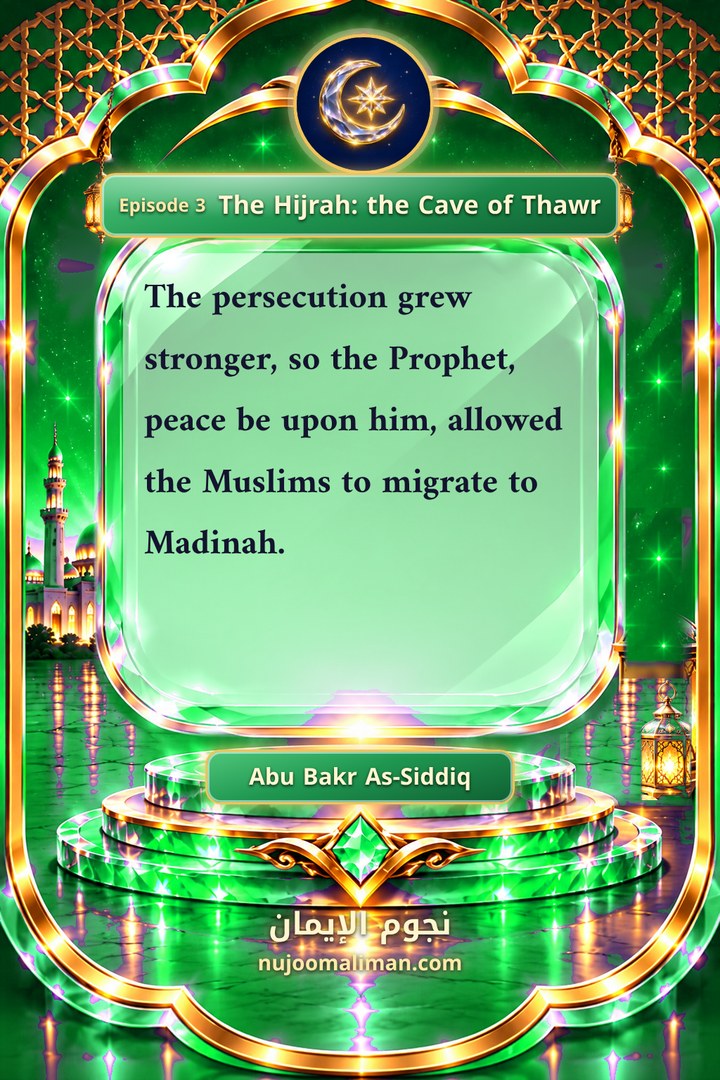 Episode 3 The Hijrah: the Cave of Thawr
The persecution grew
stronger, so the Prophet,
peace be upon him, allowed
the Muslims to migrate to
Madinah.
Abu Bakr As-Siddiq
نجوم الإيمان
nujoomaliman.com